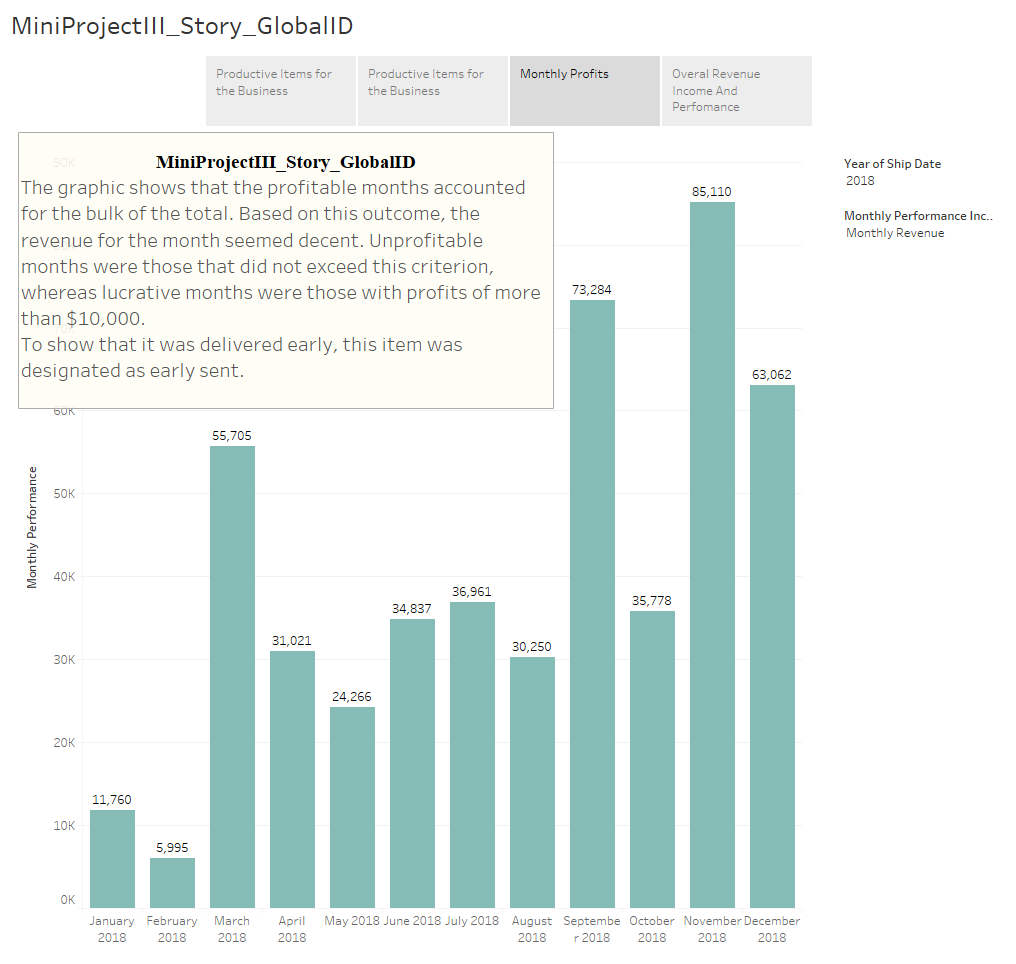 MiniProjectIII_Story_GlobalID
Productive Items for
the Business
Productive Items for
the Business
Monthly Profits
Overal Revenue
Income And
Perfomance
MiniProjectIII_Story_GlobalID
The graphic shows that the profitable months accounted
for the bulk of the total. Based on this outcome, the
revenue for the month seemed decent. Unprofitable
months were those that did not exceed this criterion,
whereas lucrative months were those with profits of more
than $10,000.
To show that it was delivered early, this item was
designated as early sent.
Year of Ship Date
2018
Monthly Performance Inc..
Monthly Revenue
Monthly Performance
90K
70K
60K
50K
40K
30K
20K
10K
0K
11,760
5,995
55,705
31,021
24,266
34,837
36,961
30,250
73,284
35,778
85,110
63,062
January
2018
February
2018
March
2018
April
2018
May 2018
June 2018
July 2018
August
2018
Septembe
r 2018
October
2018
November
2018
December
2018